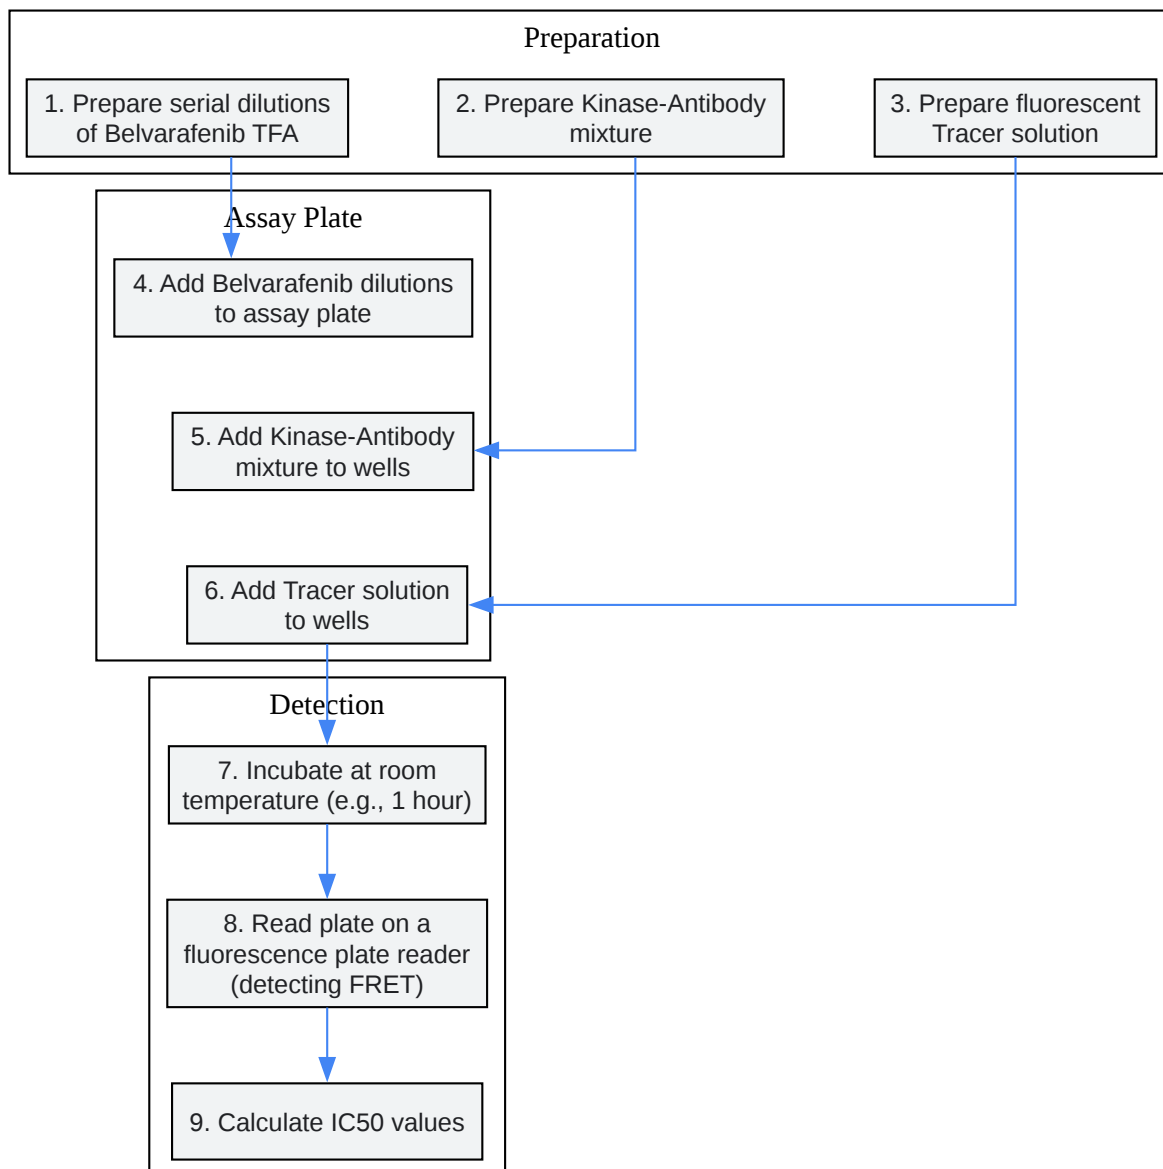 Preparation
1. Prepare serial dilutions
of Belvarafenib TFA
2. Prepare Kinase-Antibody
mixture
3. Prepare fluorescent
Tracer solution
Assay Plate
4. Add Belvarafenib dilutions
to assay plate
5. Add Kinase-Antibody
mixture to wells
6. Add Tracer solution
to wells
Detection
7. Incubate at room
temperature (e.g., 1 hour)
8. Read plate on a
fluorescence plate reader
(detecting FRET)
9. Calculate IC50 values